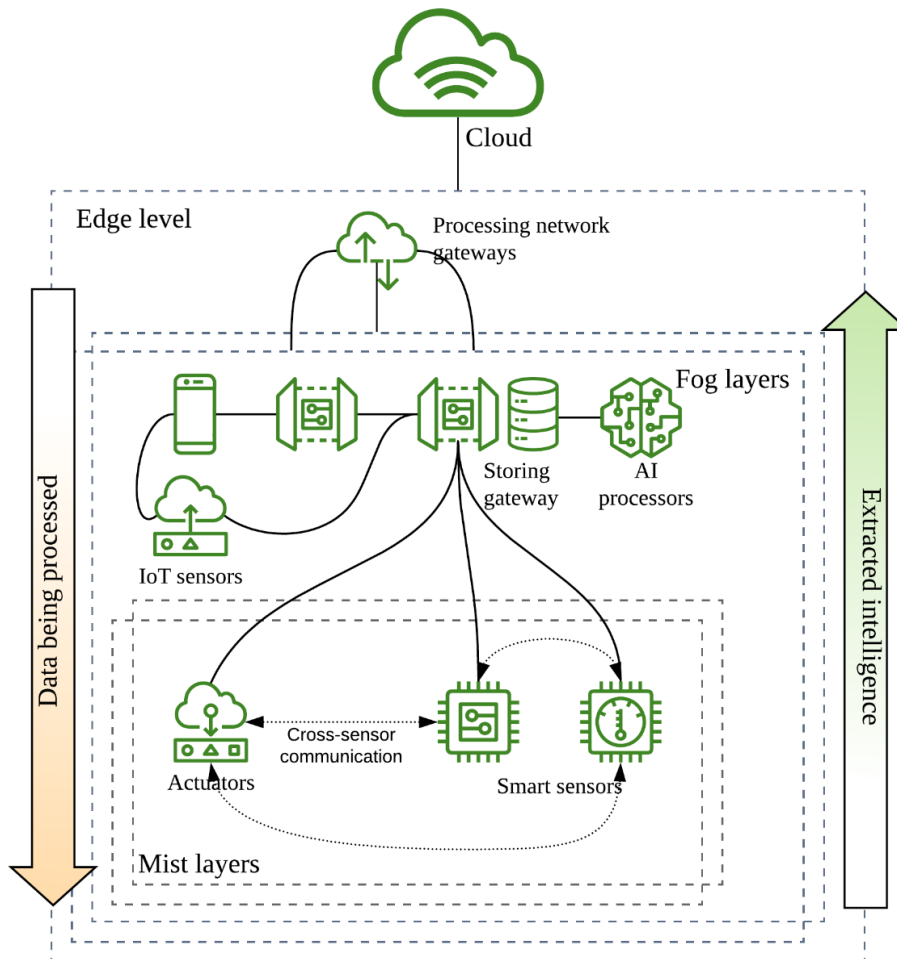 Cloud
Edge level
Processing network
gateways
Fog layers
Storing
gateway
AI
processors
IoT sensors
Data being processed
Extracted intelligence
Cross-sensor
communication
Actuators
Smart sensors
Mist layers